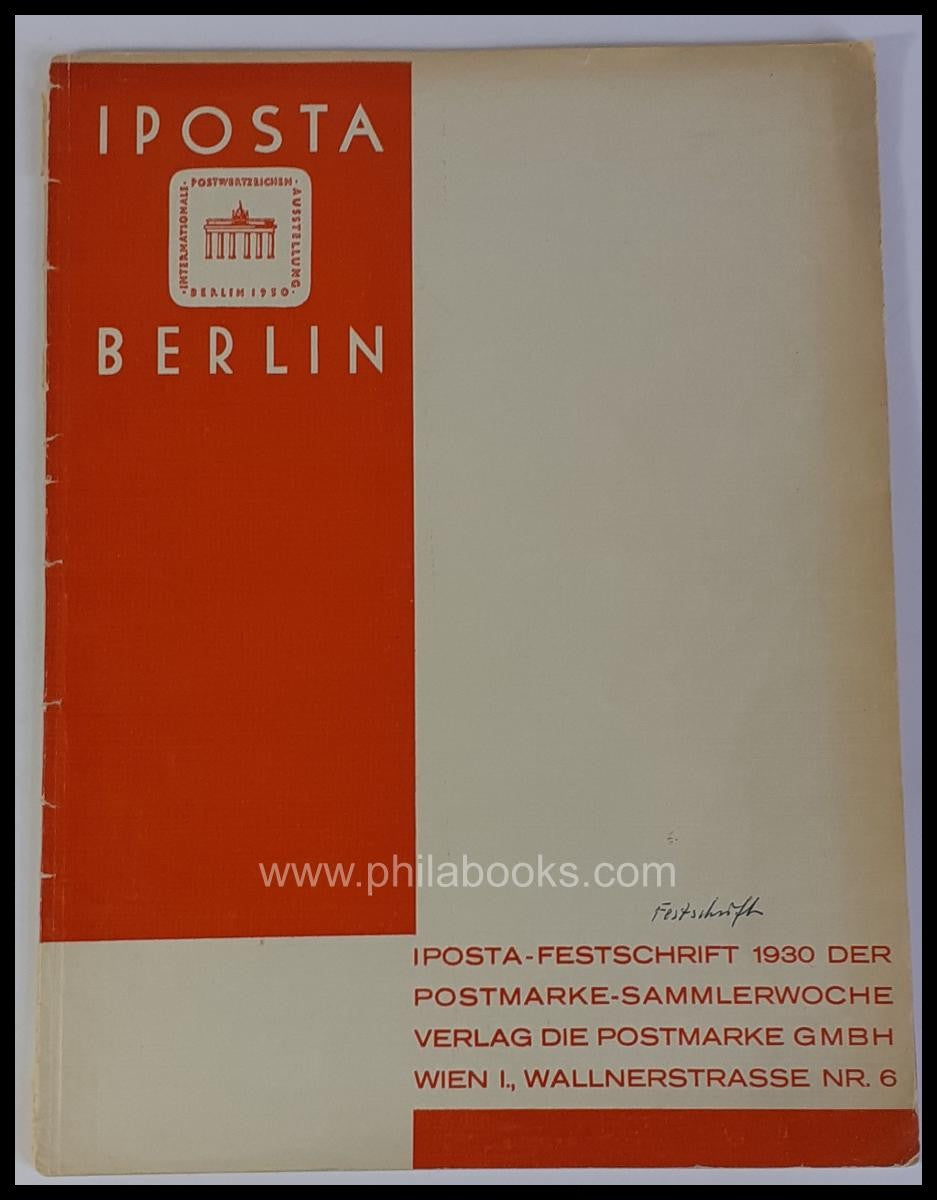 IPOSTA
· INTERNATIONALE · POSTWERTZEICHEN · AUSSTELLUNG ·
BERLIN 1930
BERLIN
www.philabooks.com
Festschrift
IPOSTA-FESTSCHRIFT 1930 DER
POSTMARKE-SAMMLERWOCHE
VERLAG DIE POSTMARKE GMBH
WIEN I., WALLNERSTRASSE NR. 6